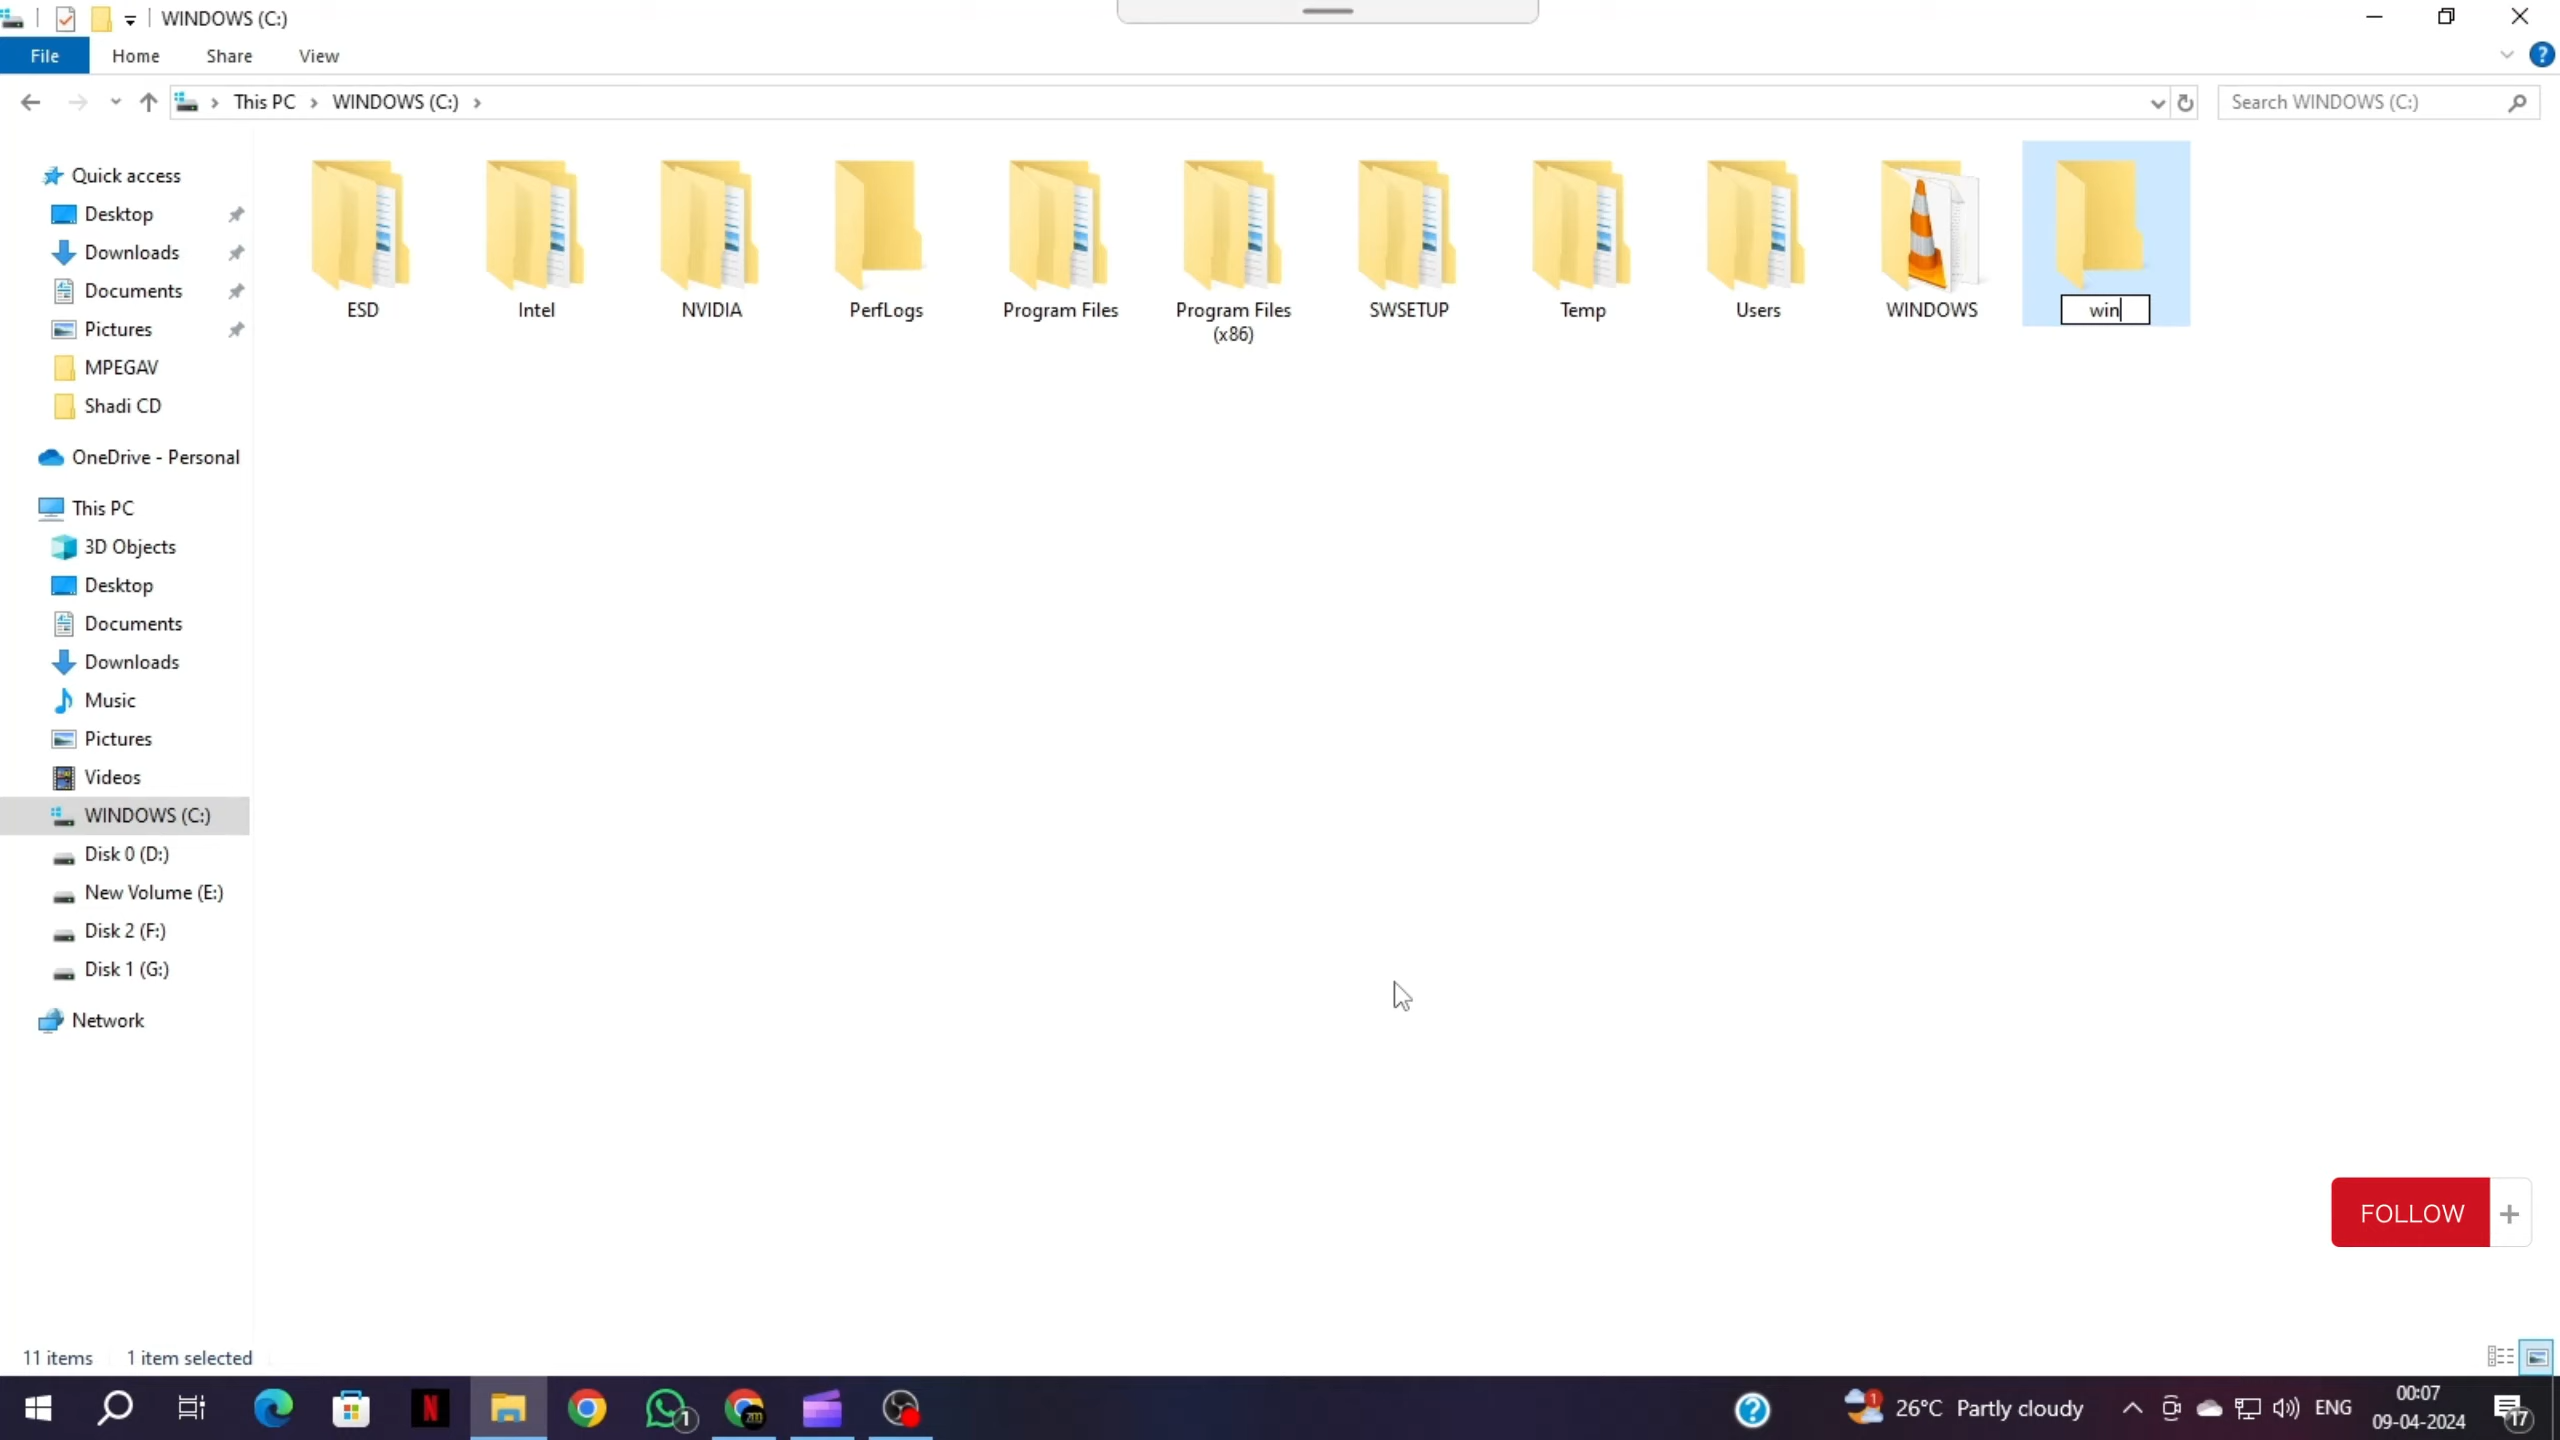 WINDOWS (C:)
File Home Share View
This PC WINDOWS (C:)
Search WINDOWS (C:)
Quick access
Desktop
Downloads
Documents
Pictures
MPEGAV
Shadi CD
OneDrive - Personal
This PC
3D Objects
Desktop
Documents
Downloads
Music
Pictures
Videos
WINDOWS (C:)
Disk 0 (D:)
New Volume (E:)
Disk 2 (F:)
Disk 1 (G:)
Network
ESD Intel NVIDIA PerfLogs Program Files Program Files SWSETUP Temp Users WINDOWS win
(x86)
FOLLOW +
11 items 1 item selected
N 1 26°C Partly cloudy ENG 00:07
09-04-2024
17